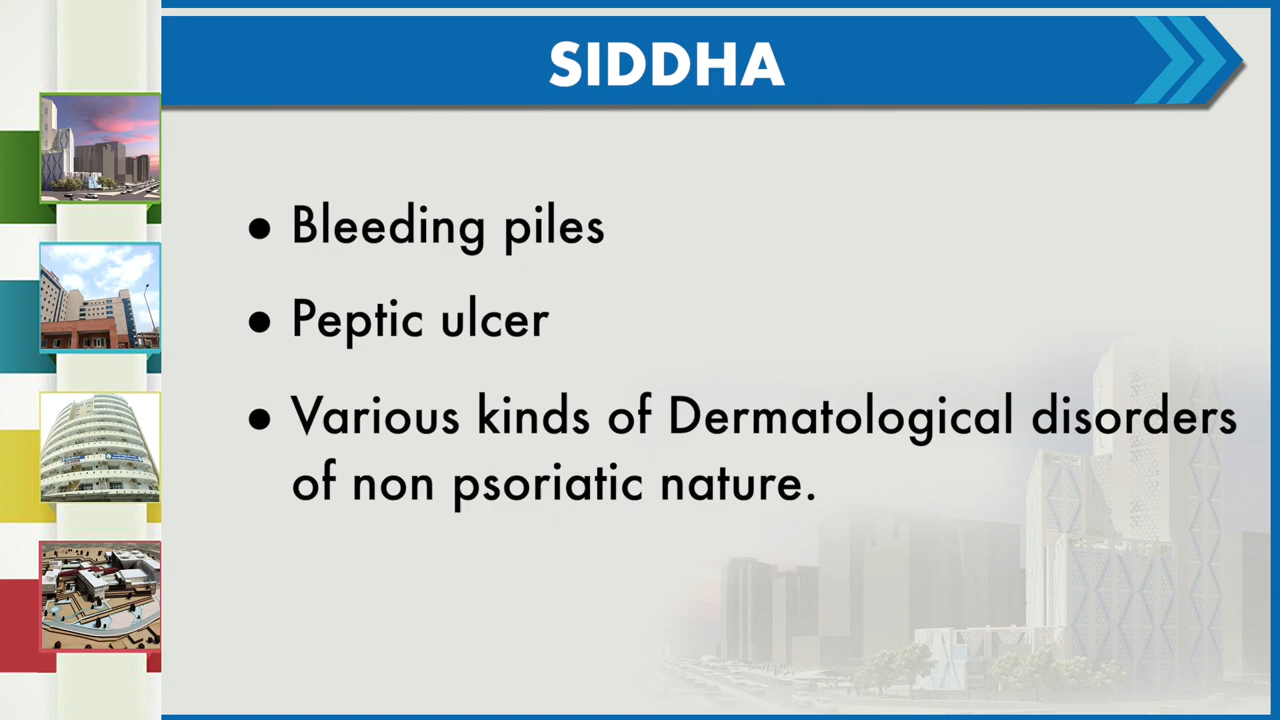 SIDDHA
● Bleeding piles
● Peptic ulcer
● Various kinds of Dermatological disorders
of non psoriatic nature.